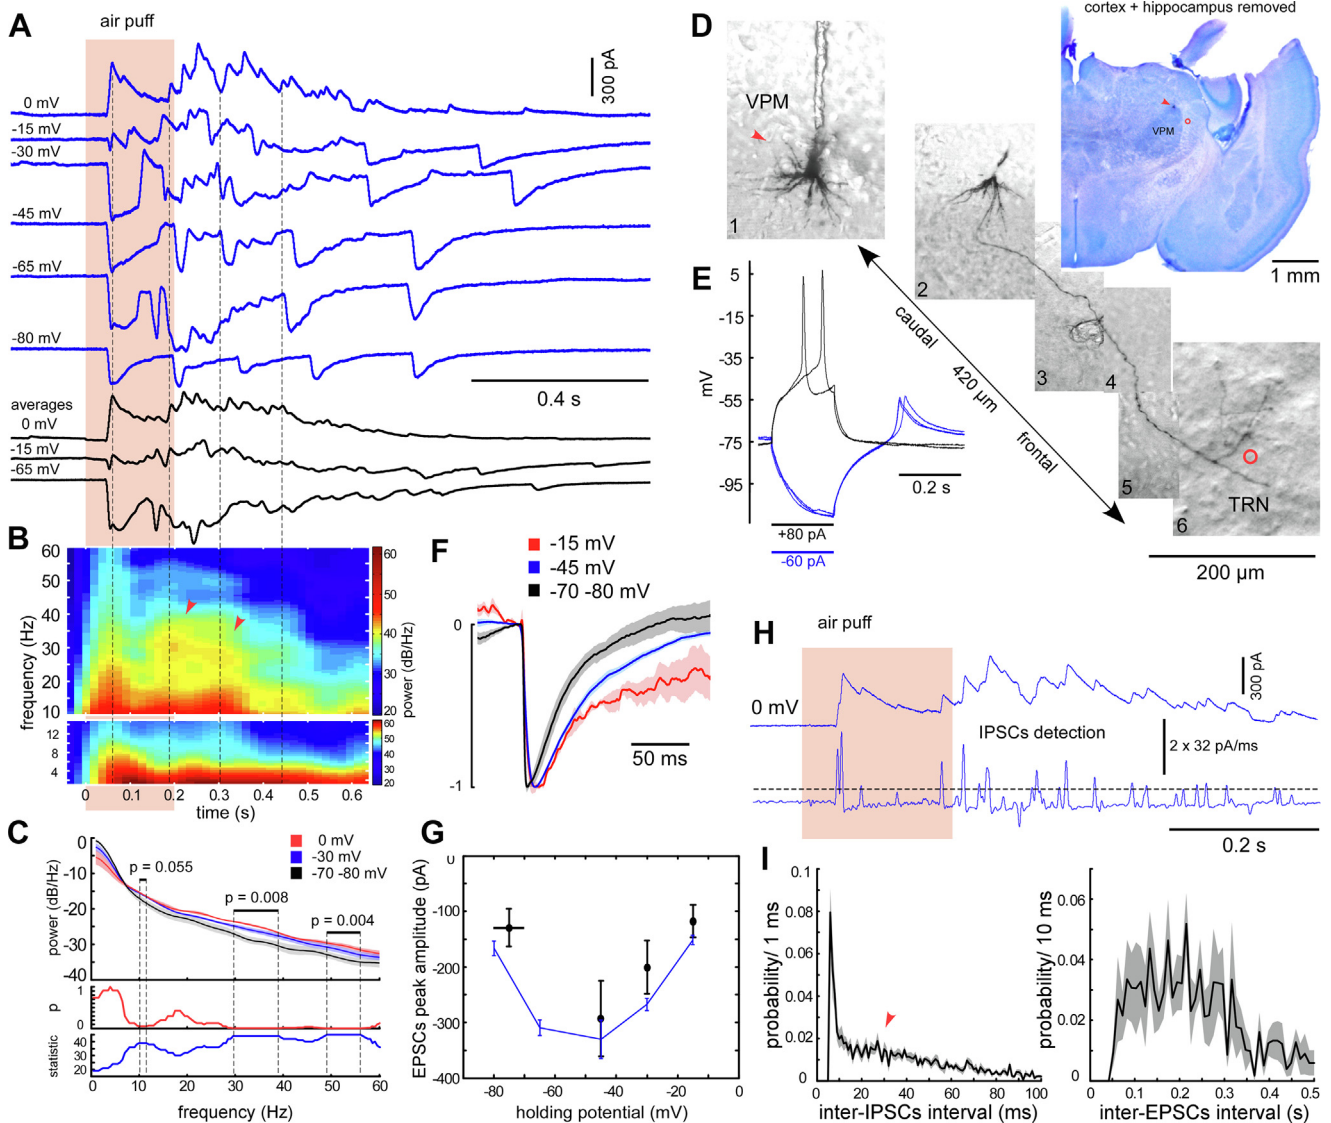 A
air puff
300 pA
0 mV
-15 mV
-30 mV
-45 mV
-65 mV
-80 mV
0.4 s
averages
0 mV
-15 mV
-65 mV
B
frequency (Hz)
60
50
40
30
20
10
12
8
4
0
0.1
0.2
0.3
0.4
0.5
0.6
time (s)
60
50
40
30
20
60
50
40
30
20
power (dB/Hz)
C
0 mV
-30 mV
-70 -80 mV
p = 0.055
p = 0.008
p = 0.004
power (dB/Hz)
0
-10
-20
-30
-40
p
1
0
statistic
40
20
0 10 20 30 40 50 60
frequency (Hz)
D
VPM
1
2
3
4
5
6
TRN
caudal
420 µm
frontal
200 µm
cortex + hippocampus removed
VPM
1 mm
E
mV
5
-15
-35
-55
-75
-95
0.2 s
+80 pA
-60 pA
F
-15 mV
-45 mV
-70 -80 mV
0
-1
50 ms
G
EPSCs peak amplitude (pA)
0
-100
-200
-300
-400
-80 -60 -40 -20 0
holding potential (mV)
H
air puff
0 mV
300 pA
IPSCs detection
2 x 32 pA/ms
0.2 s
I
probability/ 1 ms
0.1
0.08
0.06
0.04
0.02
0
0 20 40 60 80 100
inter-IPSCs interval (ms)
probability/ 10 ms
0.06
0.04
0.02
0
0 0.1 0.2 0.3 0.4 0.5
inter-EPSCs interval (s)